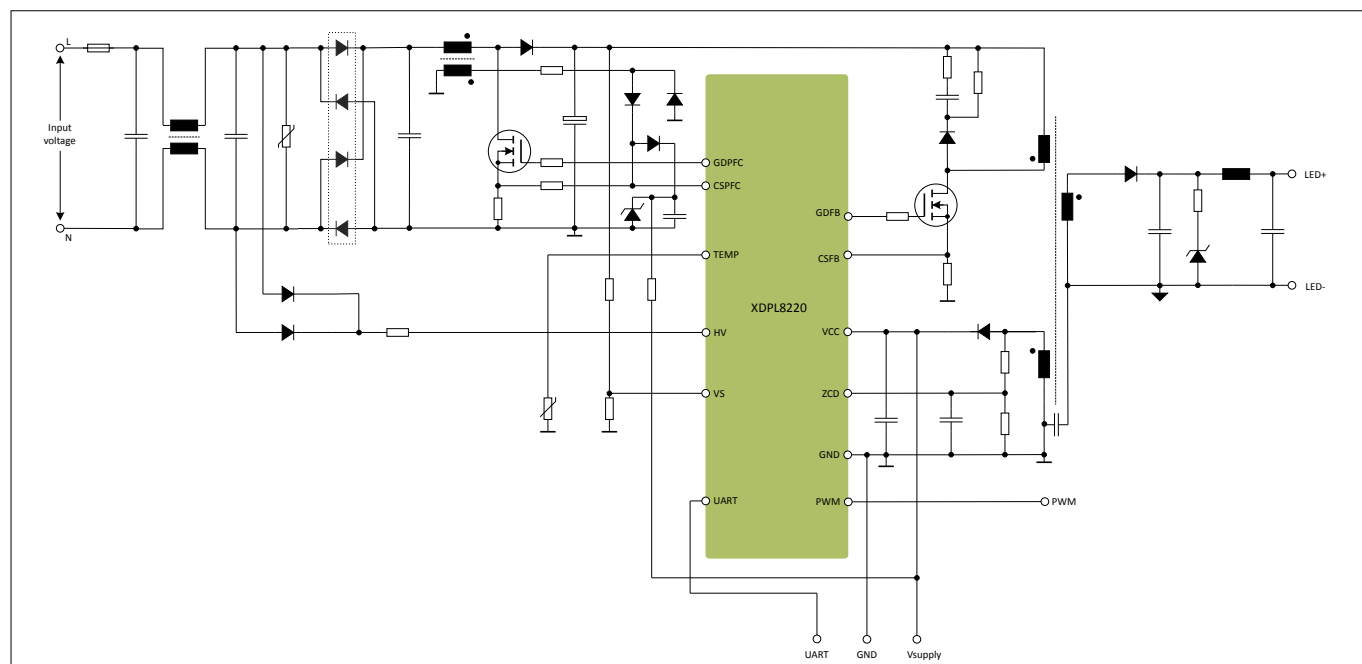 L
Input
voltage
N
GDPFC
CSPFC
TEMP
HV
VS
UART
XDPL8220
GDFB
CSFB
VCC
ZCD
GND
PWM
LED+
LED-
PWM
UART
GND
Vsupply